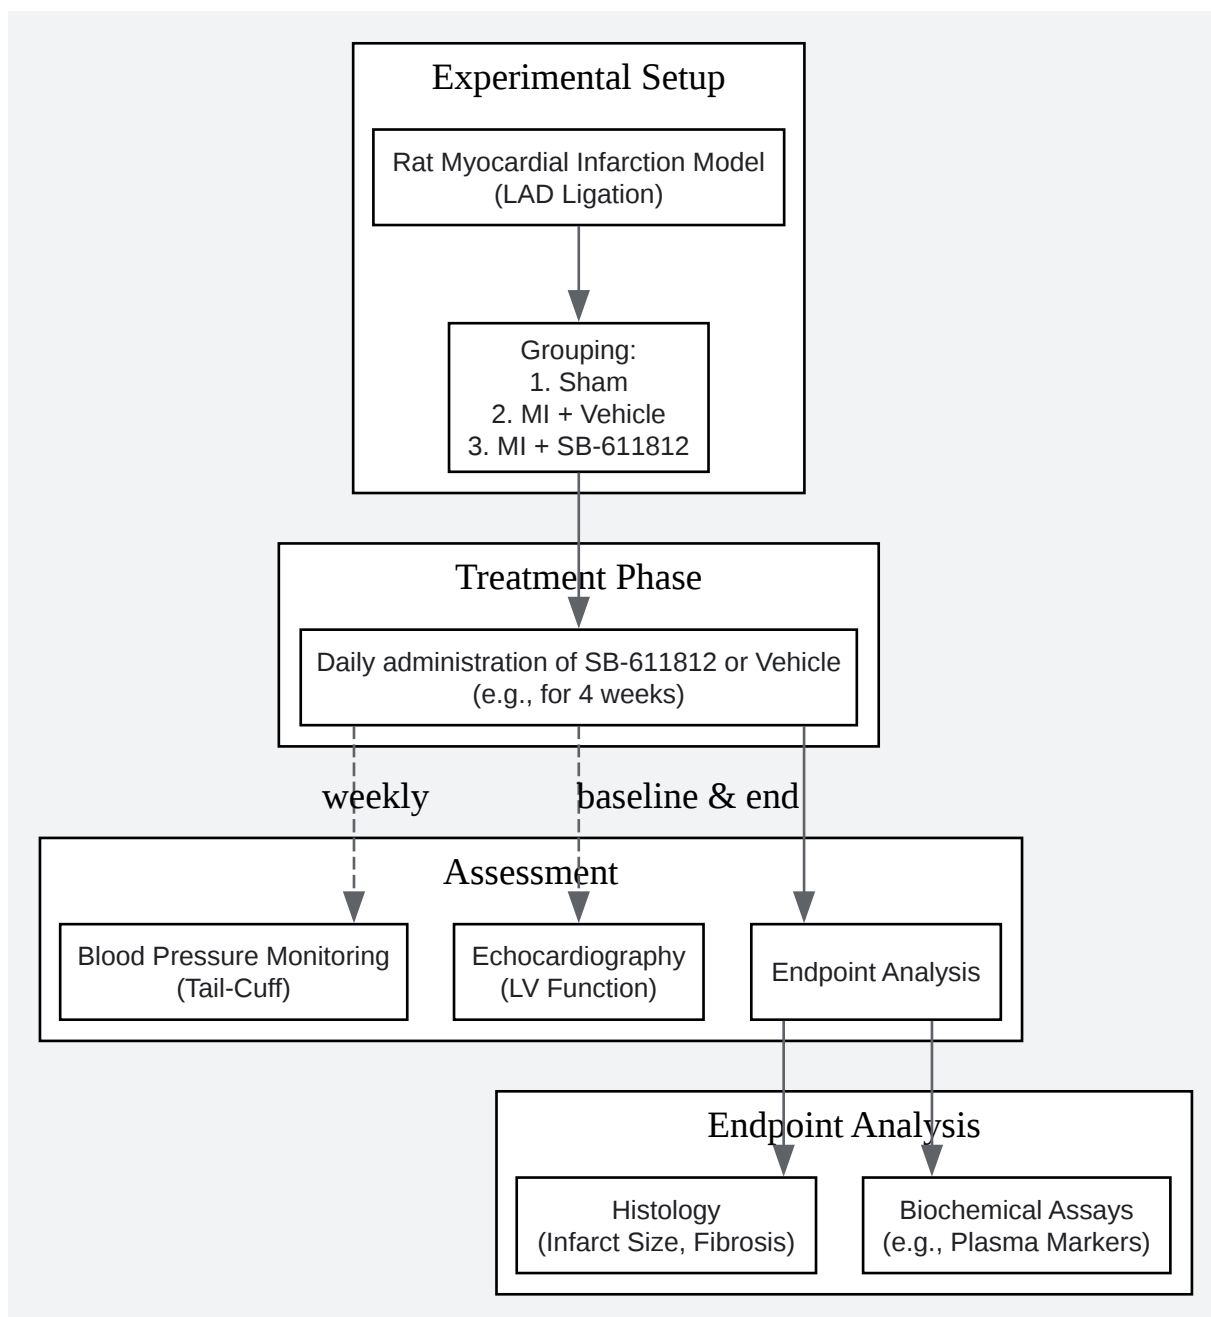 Experimental Setup
Rat Myocardial Infarction Model
(LAD Ligation)
Grouping:
1. Sham
2. MI + Vehicle
3. MI + SB-611812
Treatment Phase
Daily administration of SB-611812 or Vehicle
(e.g., for 4 weeks)
weekly
baseline & end
Assessment
Blood Pressure Monitoring
(Tail-Cuff)
Echocardiography
(LV Function)
Endpoint Analysis
Endpoint Analysis
Histology
(Infarct Size, Fibrosis)
Biochemical Assays
(e.g., Plasma Markers)